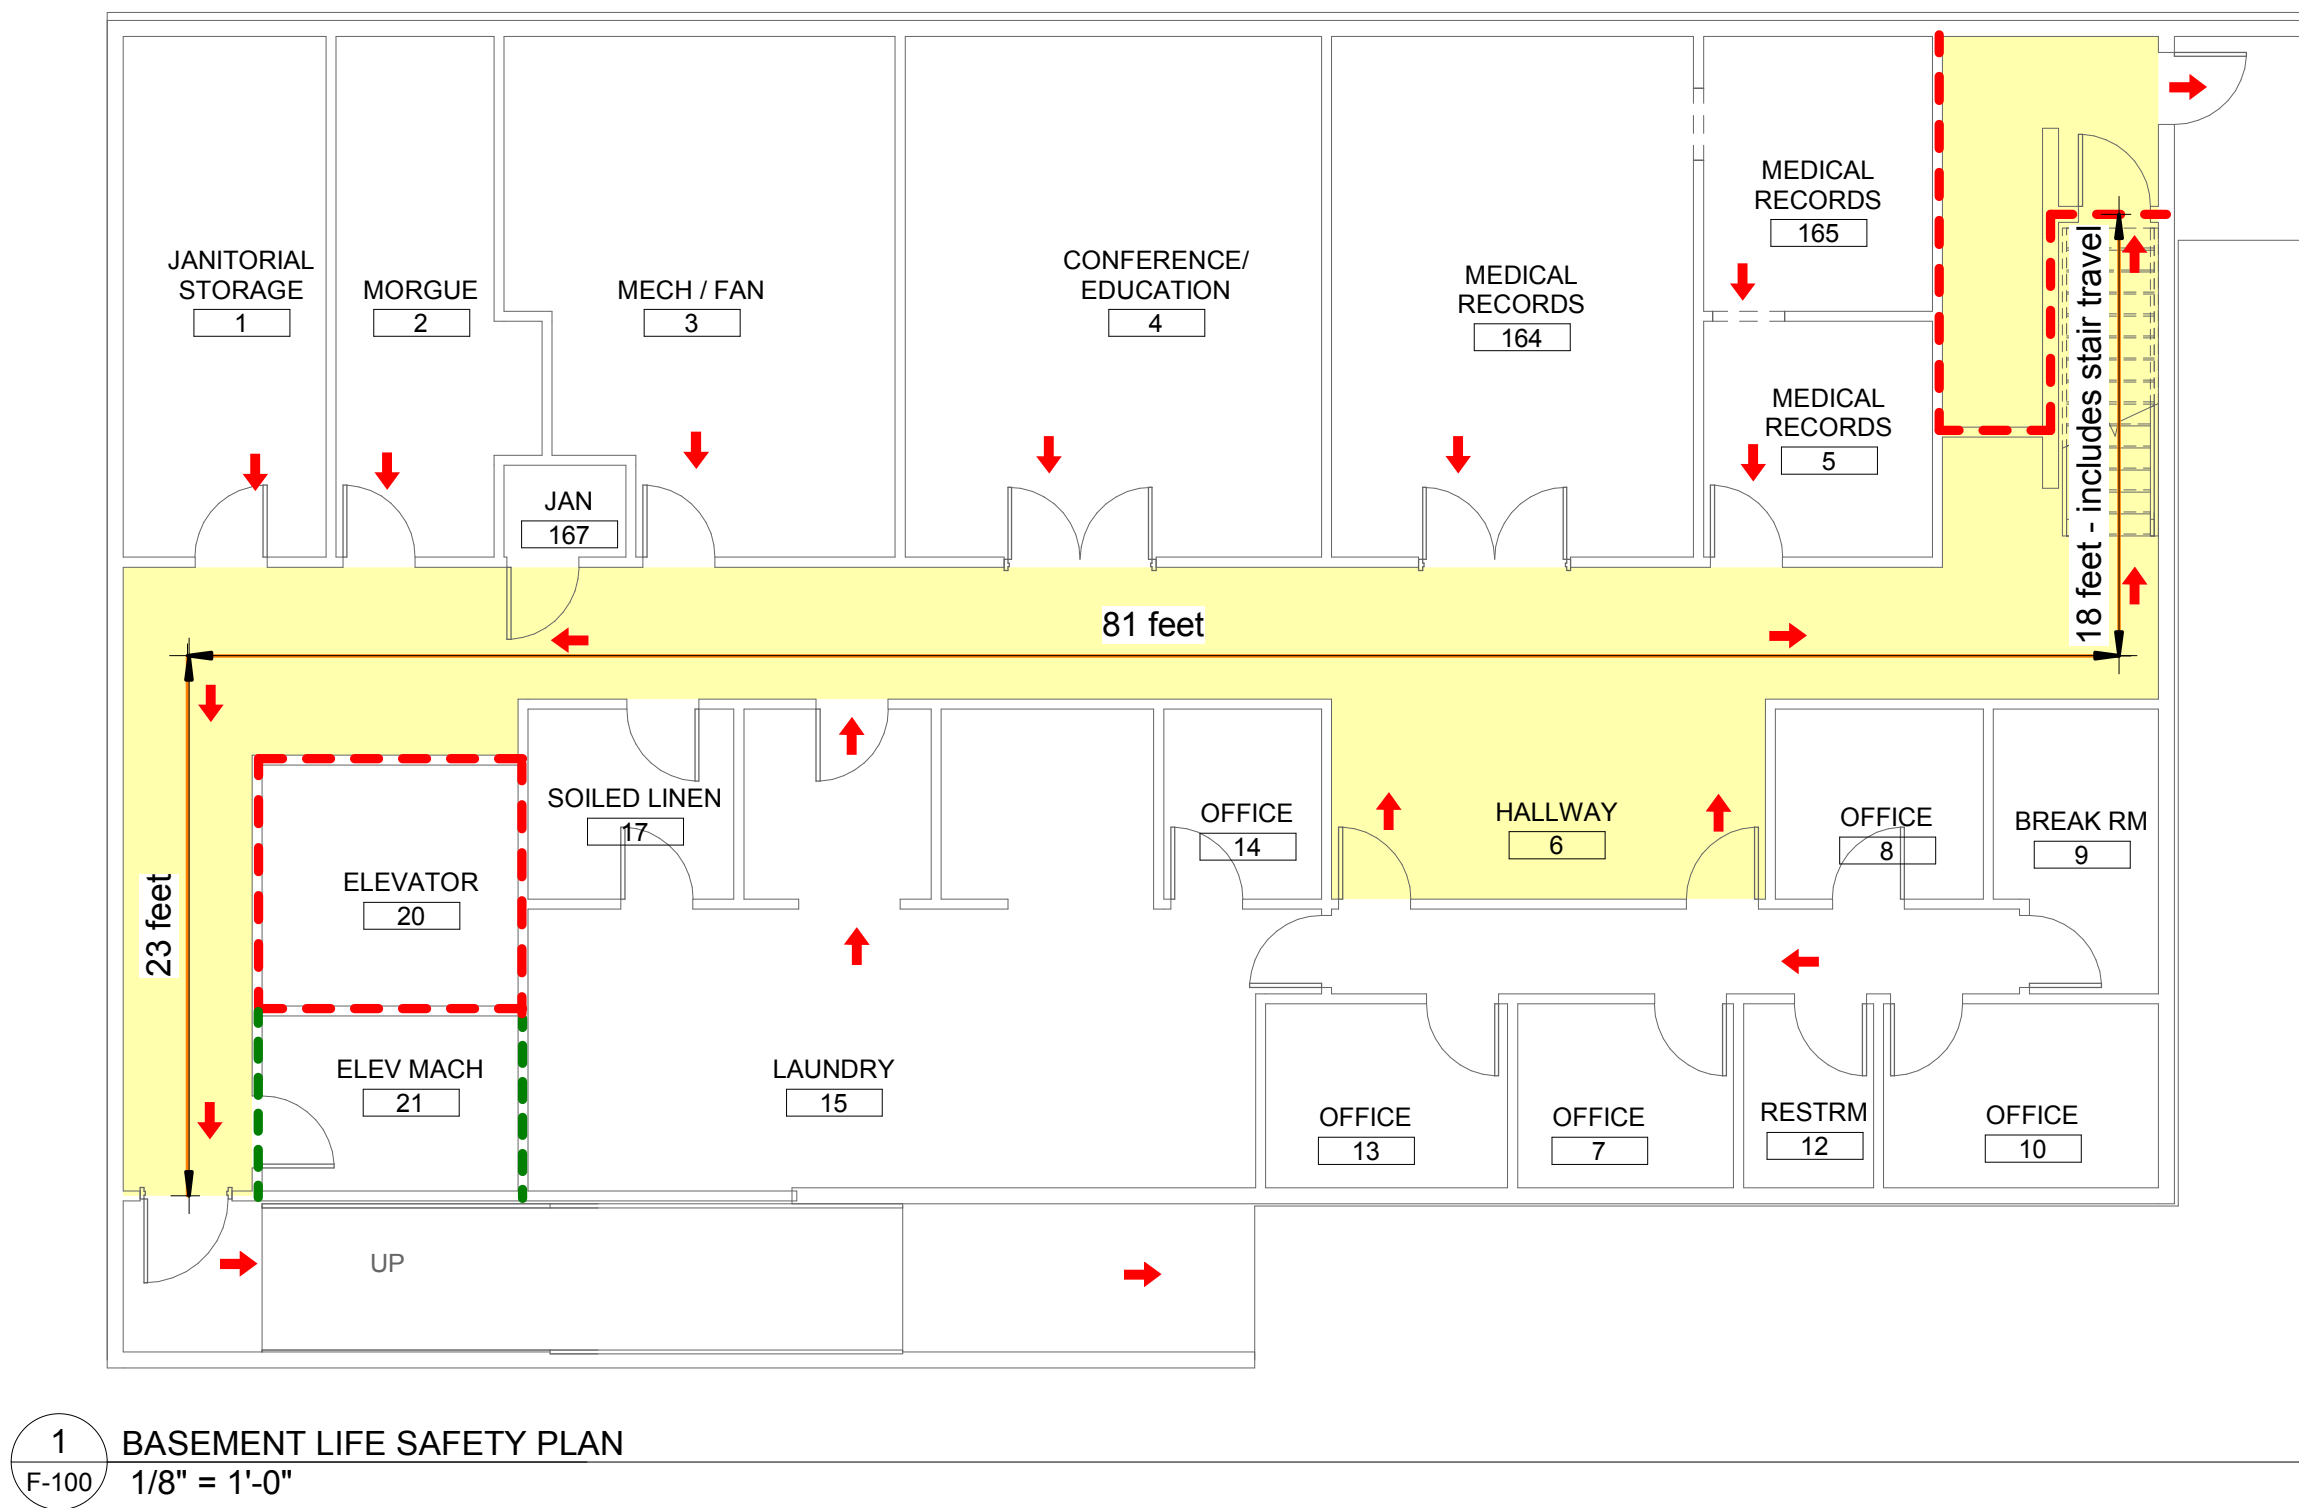 MEDICAL
RECORDS
165
JANITORIAL
STORAGE
1
MORGUE
2
MECH / FAN
3
CONFERENCE/
EDUCATION
4
MEDICAL
RECORDS
164
MEDICAL
RECORDS
5
18 feet - includes stair travel
JAN
167
81 feet
SOILED LINEN
17
OFFICE
14
HALLWAY
6
OFFICE
8
BREAK RM
9
23 feet
ELEVATOR
20
ELEV MACH
21
LAUNDRY
15
OFFICE
13
OFFICE
7
RESTRM
12
OFFICE
10
UP
1
F-100
BASEMENT LIFE SAFETY PLAN
1/8" = 1'-0"